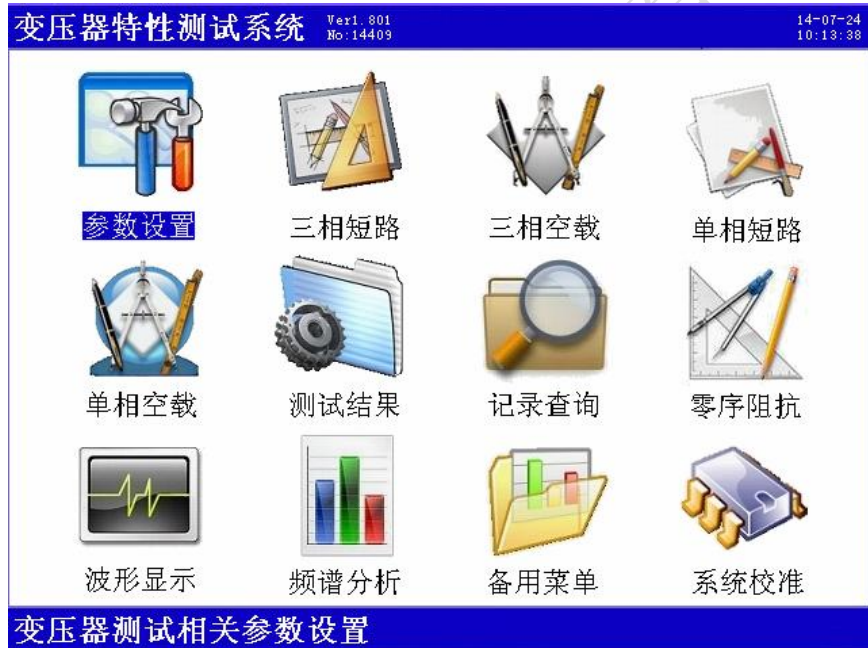 变压器特性测试系统
Ver1.801
No:14409
14-07-24
10:13:38
参数设置
三相短路
三相空载
单相短路
单相空载
测试结果
记录查询
零序阻抗
波形显示
频谱分析
备用菜单
系统校准
变压器测试相关参数设置